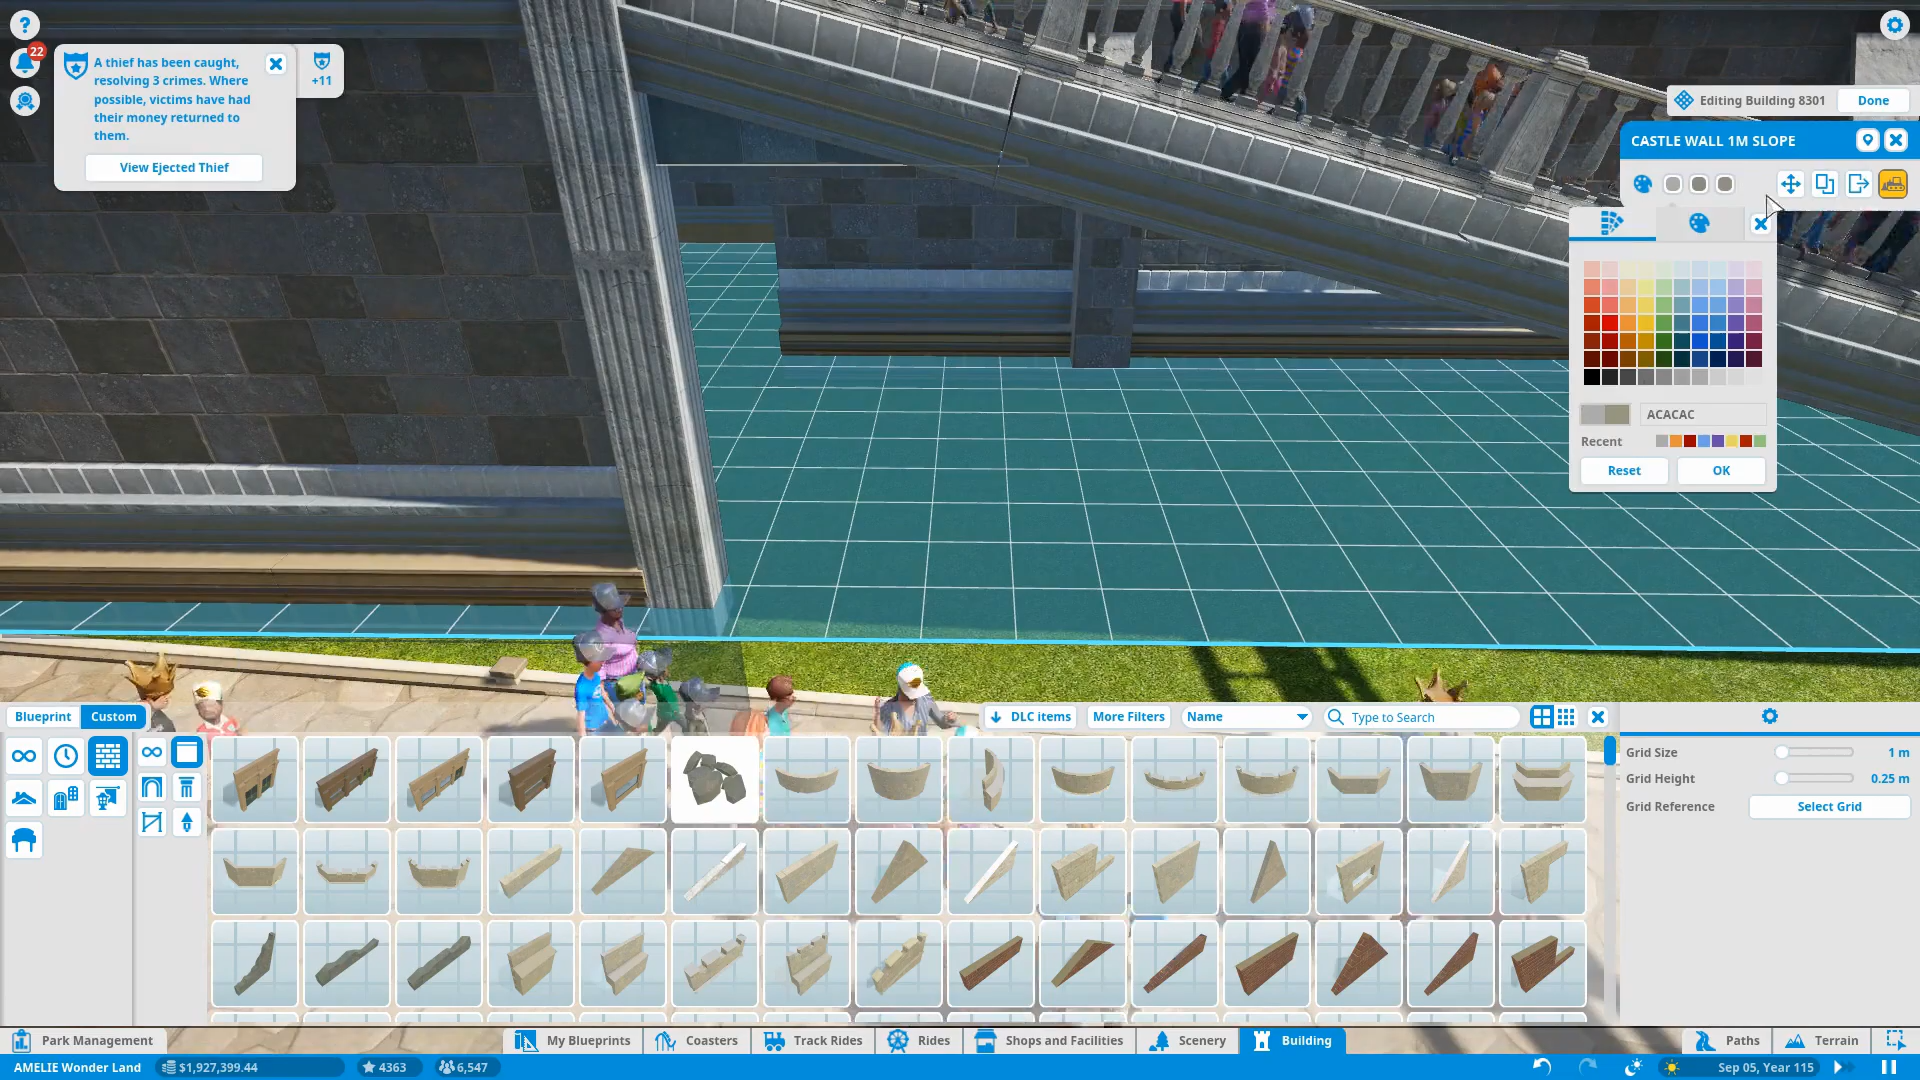 ?
22
A thief has been caught,
resolving 3 crimes. Where
possible, victims have had
their money returned to
them.
View Ejected Thief
+11
Editing Building 8301
Done
CASTLE WALL 1M SLOPE
ACACAC
Recent
Reset
OK
Blueprint
Custom
DLC items
More Filters
Name
Type to Search
Grid Size
1 m
Grid Height
0.25 m
Grid Reference
Select Grid
Park Management
My Blueprints
Coasters
Track Rides
Rides
Shops and Facilities
Scenery
Building
Paths
Terrain
AMELIE Wonder Land
$1,927,399.44
4363
6,547
Sep 05, Year 115